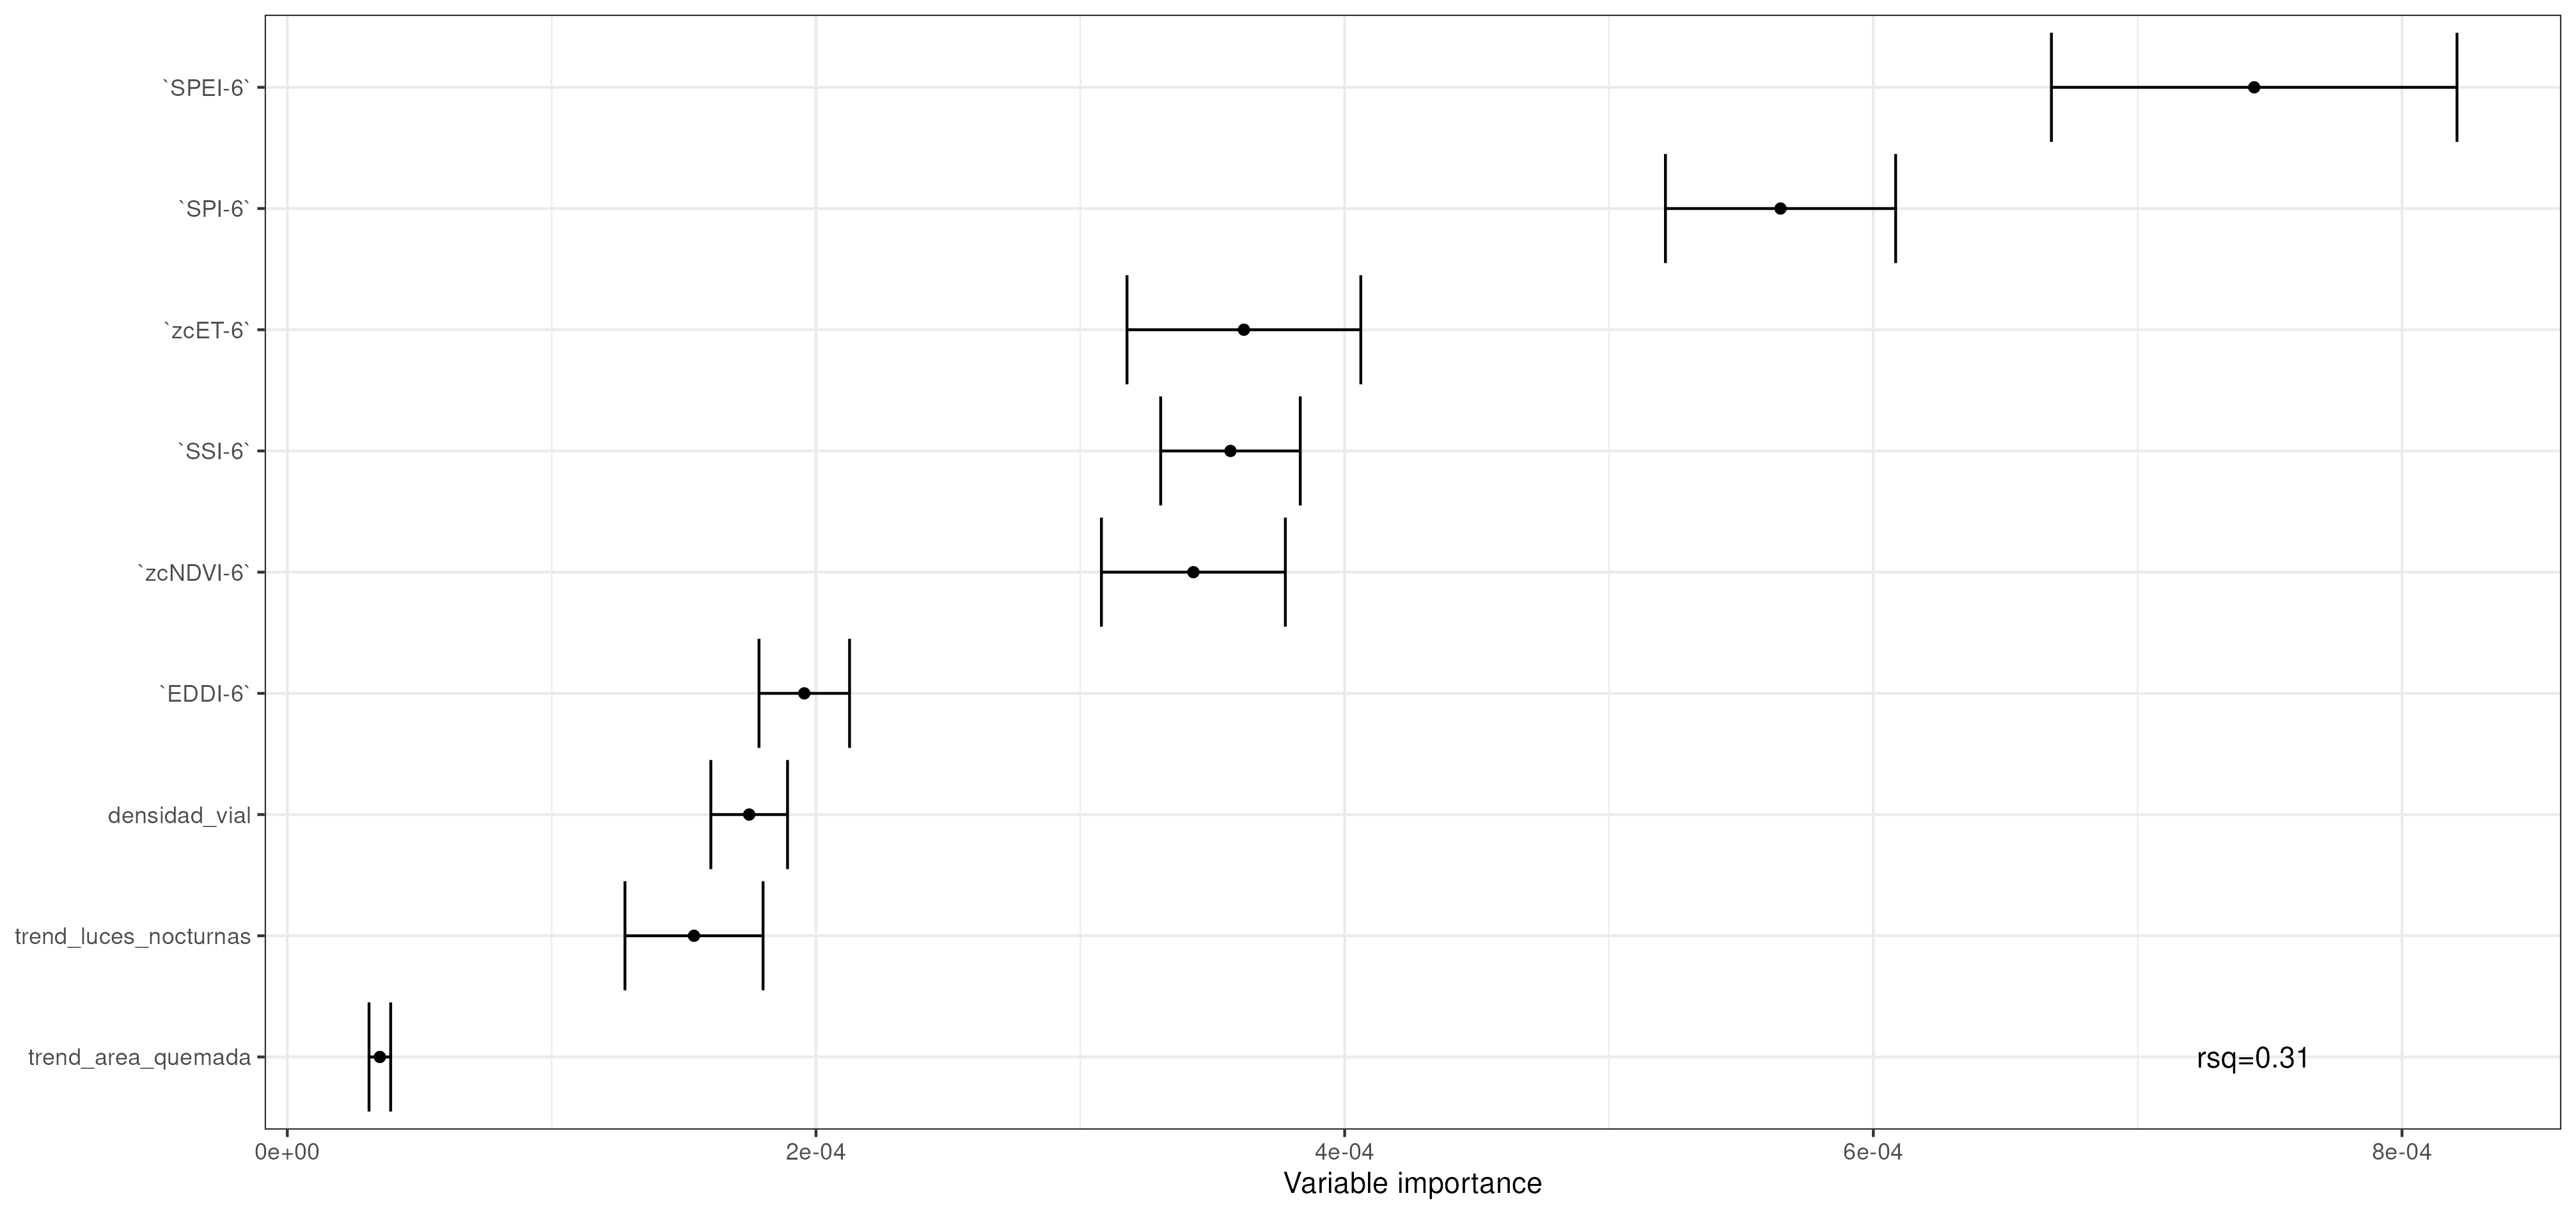 `SPEI-6`
`SPI-6`
`zcET-6`
`SSI-6`
`zcNDVI-6`
`EDDI-6`
densidad_vial
trend_luces_nocturnas
trend_area_quemada
rsq=0.31
0e+00 2e-04 4e-04 6e-04 8e-04
Variable importance